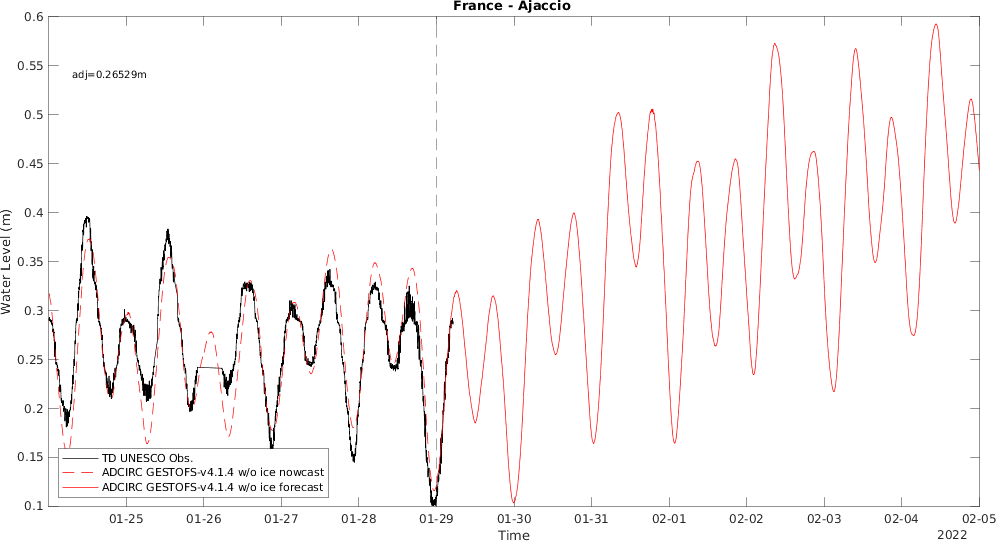 France - Ajaccio
adj=0.26529m
Water Level (m)
0.6
0.55
0.5
0.45
0.4
0.35
0.3
0.25
0.2
0.15
0.1
TD UNESCO Obs.
ADCIRC GESTOFS-v4.1.4 w/o ice nowcast
ADCIRC GESTOFS-v4.1.4 w/o ice forecast
01-25 01-26 01-27 01-28 01-29 01-30 01-31 02-01 02-02 02-03 02-04 02-05
Time
2022